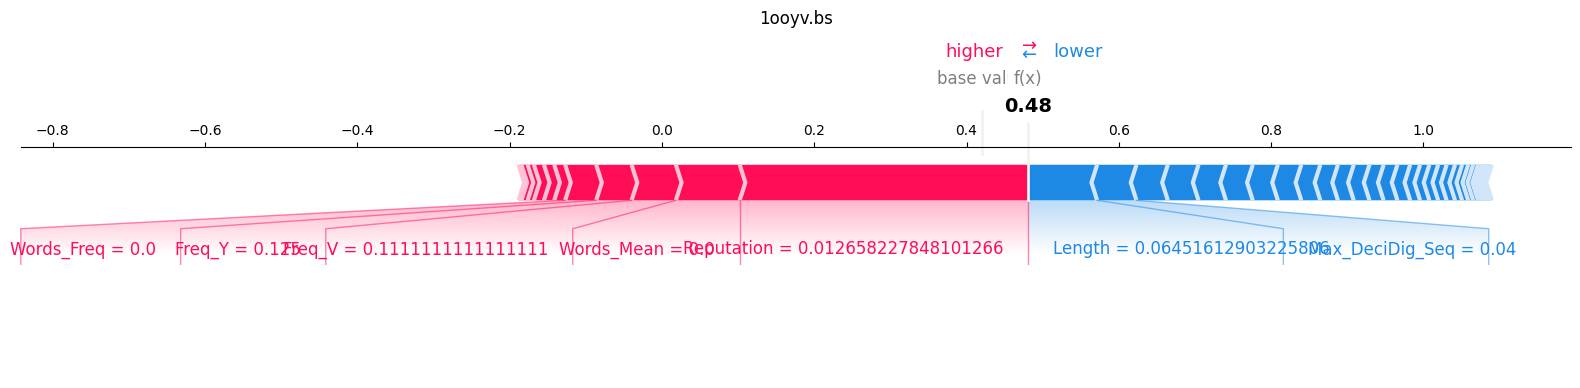 1ooyv.bs
higher ⇄ lower
base val f(x)
0.48
−0.8 −0.6 −0.4 −0.2 0.0 0.2 0.4 0.6 0.8 1.0
Words_Freq = 0.0 Freq_Y = 0.125 Freq_V = 0.1111111111111111 Words_Mean = 0.0 Reputation = 0.012658227848101266 Length = 0.06451612903225806 Max_DeciDig_Seq = 0.04